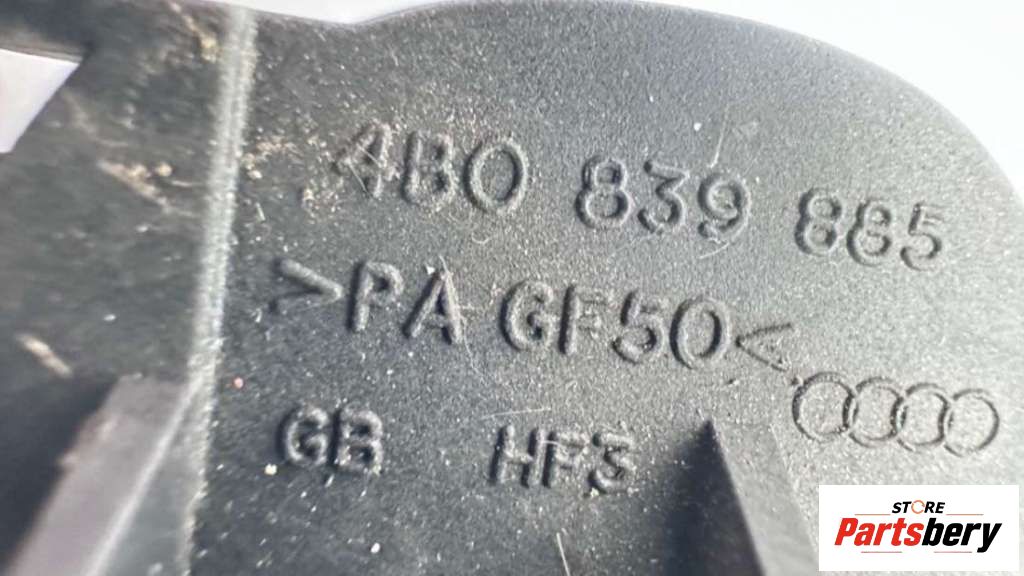 4B0 839 885
>PA GF50<
GB HF3
STORE
Partsbery